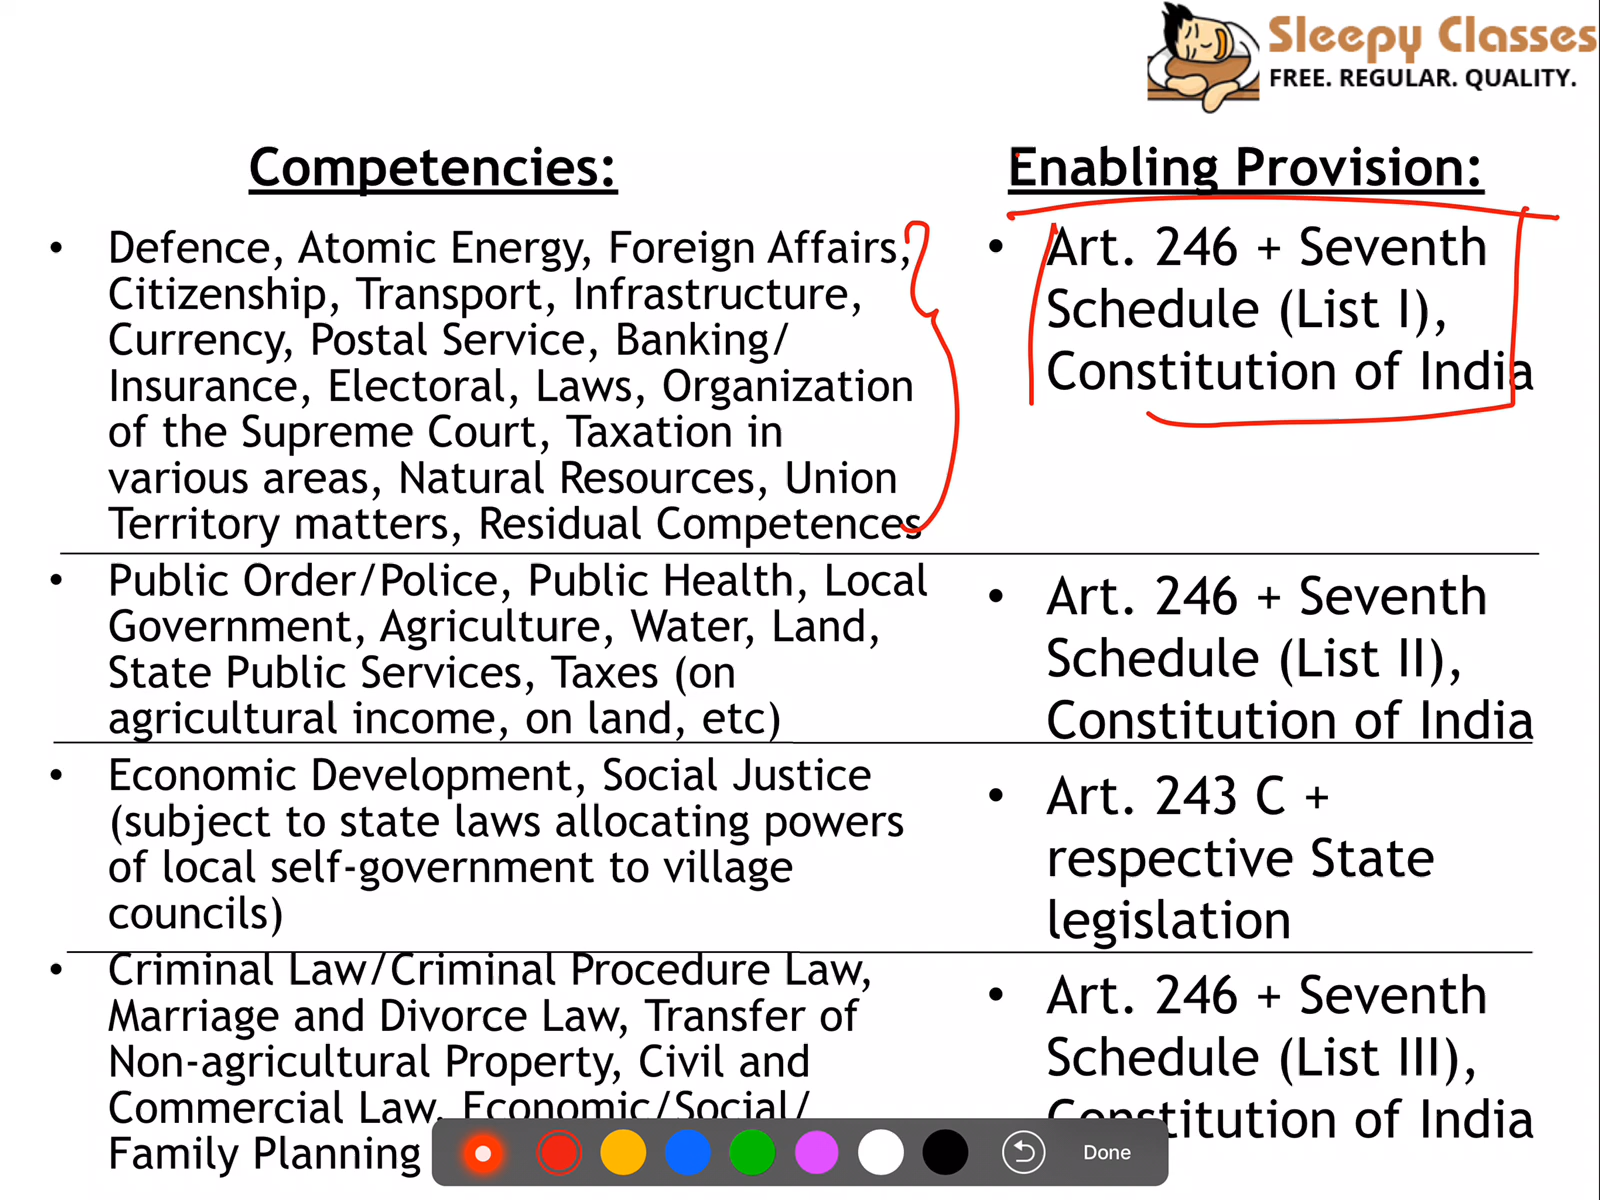 Sleepy Classes
FREE. REGULAR. QUALITY.
Competencies:
Enabling Provision:
• Defence, Atomic Energy, Foreign Affairs,
Citizenship, Transport, Infrastructure,
Currency, Postal Service, Banking/
Insurance, Electoral, Laws, Organization
of the Supreme Court, Taxation in
various areas, Natural Resources, Union
Territory matters, Residual Competences
• Art. 246 + Seventh
Schedule (List I),
Constitution of India
• Public Order/Police, Public Health, Local
Government, Agriculture, Water, Land,
State Public Services, Taxes (on
agricultural income, on land, etc)
• Art. 246 + Seventh
Schedule (List II),
Constitution of India
• Economic Development, Social Justice
(subject to state laws allocating powers
of local self-government to village
councils)
• Art. 243 C +
respective State
legislation
• Criminal Law/Criminal Procedure Law,
Marriage and Divorce Law, Transfer of
Non-agricultural Property, Civil and
Commercial Law, Economic/Social/
Family Planning
• Art. 246 + Seventh
Schedule (List III),
Constitution of India
Done